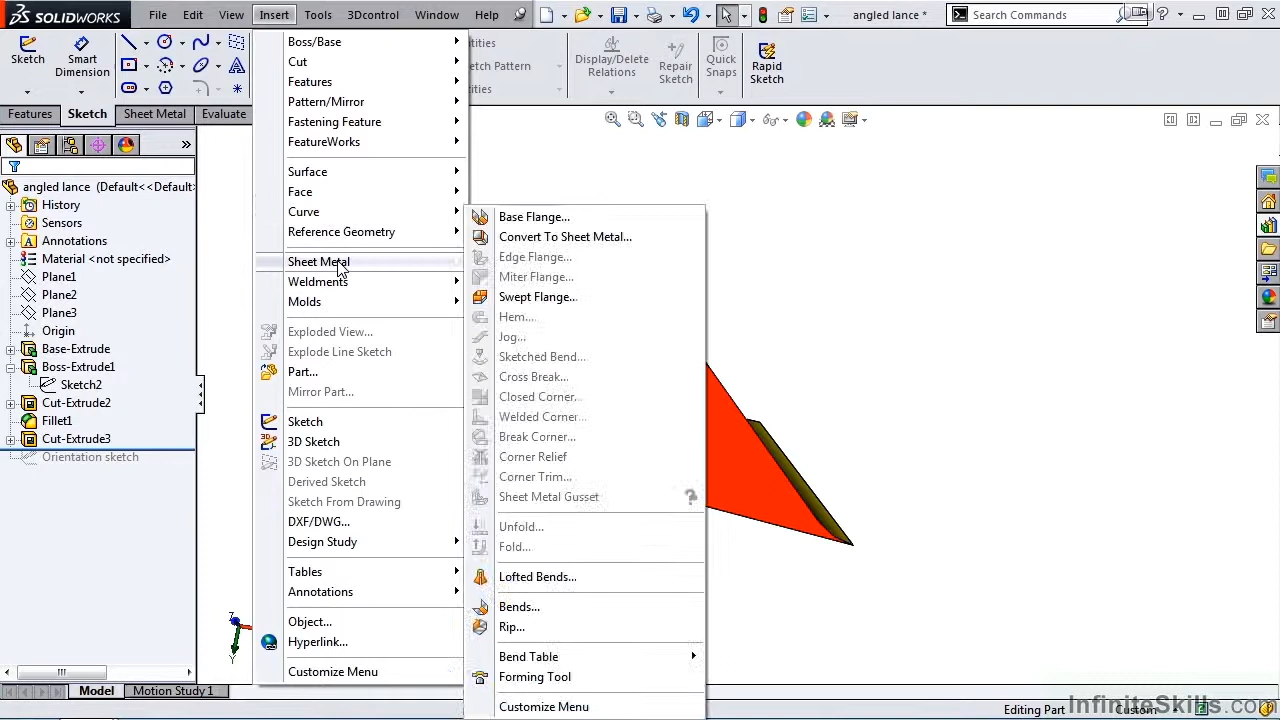 SOLIDWORKS File Edit View Insert Tools 3Dcontrol Window Help angled lance * Search Commands
Sketch
Smart Dimension
Display/Delete Relations
Repair Sketch
Quick Snaps
Rapid Sketch
Features Sketch Sheet Metal Evaluate
angled lance (Default<<Default
History
Sensors
Annotations
Material <not specified>
Plane1
Plane2
Plane3
Origin
Base-Extrude
Boss-Extrude1
Sketch2
Cut-Extrude2
Fillet1
Cut-Extrude3
Orientation sketch
Boss/Base
Cut
Features
Pattern/Mirror
Fastening Feature
FeatureWorks
Surface
Face
Curve
Reference Geometry
Sheet Metal
Weldments
Molds
Exploded View...
Explode Line Sketch
Part...
Mirror Part...
Sketch
3D Sketch
3D Sketch On Plane
Derived Sketch
Sketch From Drawing
DXF/DWG...
Design Study
Tables
Annotations
Object...
Hyperlink...
Customize Menu
Base Flange...
Convert To Sheet Metal...
Edge Flange...
Miter Flange...
Swept Flange...
Hem...
Jog...
Sketched Bend...
Cross Break...
Closed Corner...
Welded Corner...
Break Corner...
Corner Relief
Corner Trim...
Sheet Metal Gusset
Unfold...
Fold...
Lofted Bends...
Bends...
Rip...
Bend Table
Forming Tool
Customize Menu
Z
Y
Model Motion Study 1
Editing Part Custom
InfiniteSkills.com